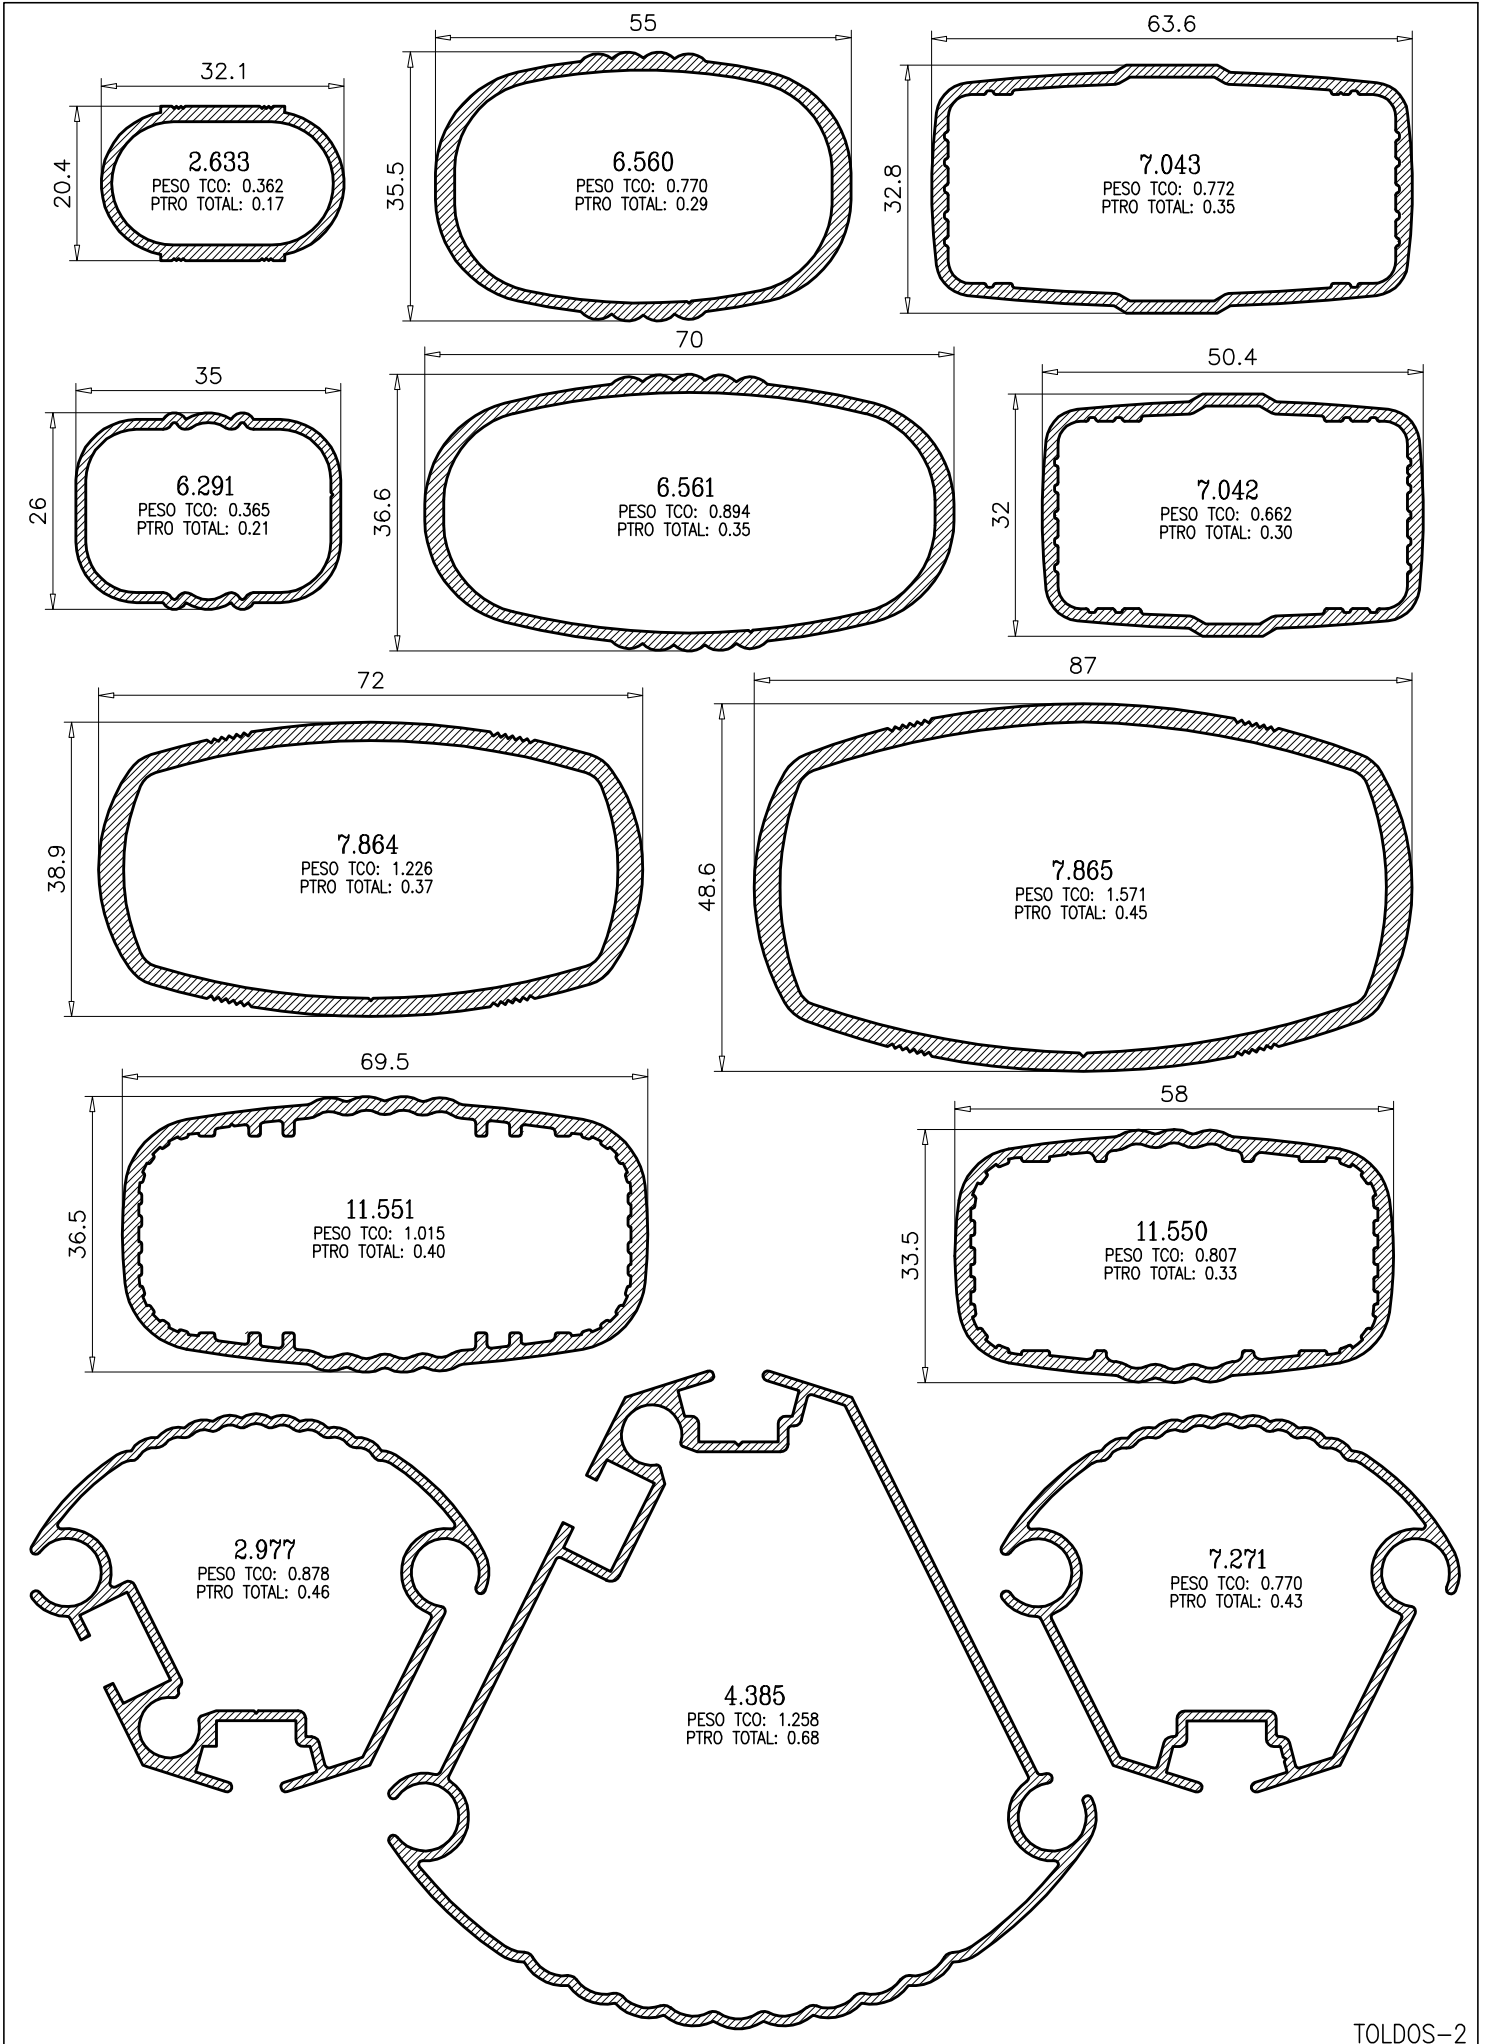 32.1
20.4
2.633
PESO TCO: 0.362
PTRO TOTAL: 0.17
55
35.5
6.560
PESO TCO: 0.770
PTRO TOTAL: 0.29
63.6
32.8
7.043
PESO TCO: 0.772
PTRO TOTAL: 0.35
35
26
6.291
PESO TCO: 0.365
PTRO TOTAL: 0.21
70
36.6
6.561
PESO TCO: 0.894
PTRO TOTAL: 0.35
50.4
32
7.042
PESO TCO: 0.662
PTRO TOTAL: 0.30
72
38.9
7.864
PESO TCO: 1.226
PTRO TOTAL: 0.37
87
48.6
7.865
PESO TCO: 1.571
PTRO TOTAL: 0.45
69.5
36.5
11.551
PESO TCO: 1.015
PTRO TOTAL: 0.40
58
33.5
11.550
PESO TCO: 0.807
PTRO TOTAL: 0.33
2.977
PESO TCO: 0.878
PTRO TOTAL: 0.46
4.385
PESO TCO: 1.258
PTRO TOTAL: 0.68
7.271
PESO TCO: 0.770
PTRO TOTAL: 0.43
TOLDOS-2